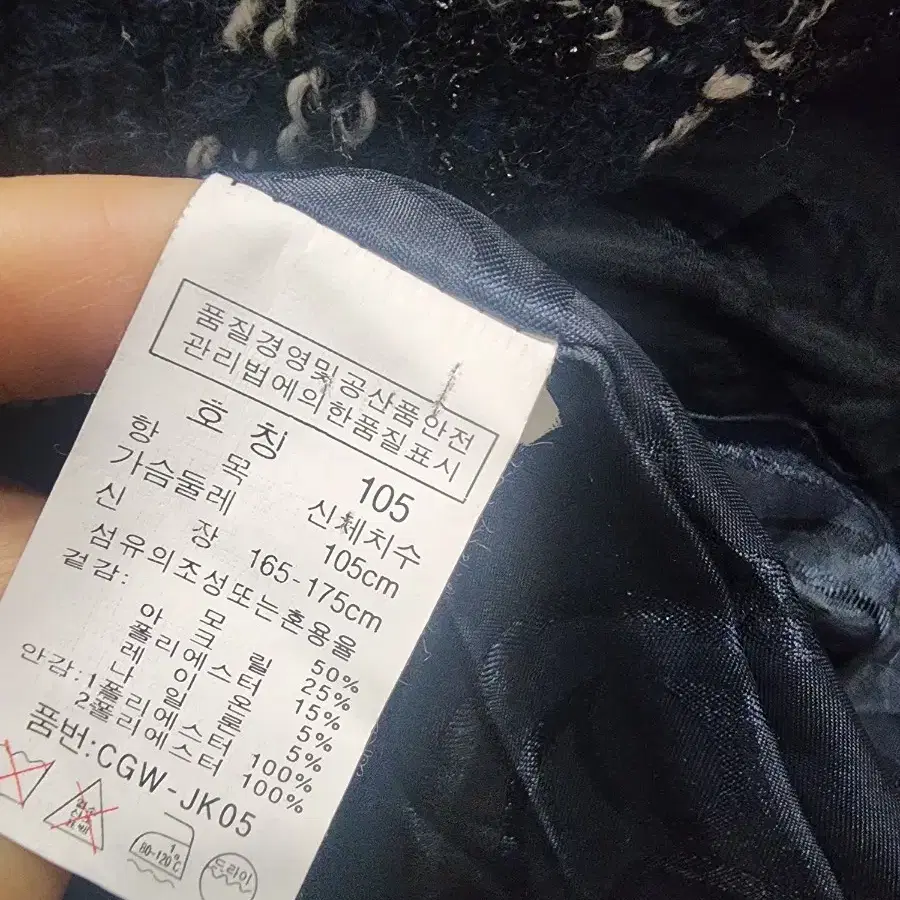 품질경영및공산품안전
관리법에의한품질표시
호 칭 105
항 목 신체치수
가슴둘레 105cm
신 장 165-175cm
섬유의조성또는혼용율
겉감: 모 50%
아 크 릴 25%
폴리에스터 15%
레 이 온 5%
나 일 론 5%
안감:1폴리에스터 100%
2폴리에스터 100%
품번:CGW-JK05
염소
표백
1%
80-120°C
드라이